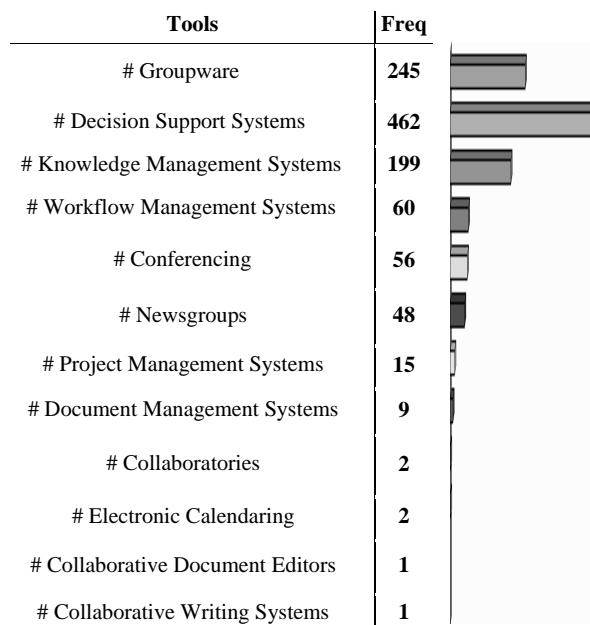 Tools Freq
# Groupware 245
# Decision Support Systems 462
# Knowledge Management Systems 199
# Workflow Management Systems 60
# Conferencing 56
# Newsgroups 48
# Project Management Systems 15
# Document Management Systems 9
# Collaboratories 2
# Electronic Calendaring 2
# Collaborative Document Editors 1
# Collaborative Writing Systems 1